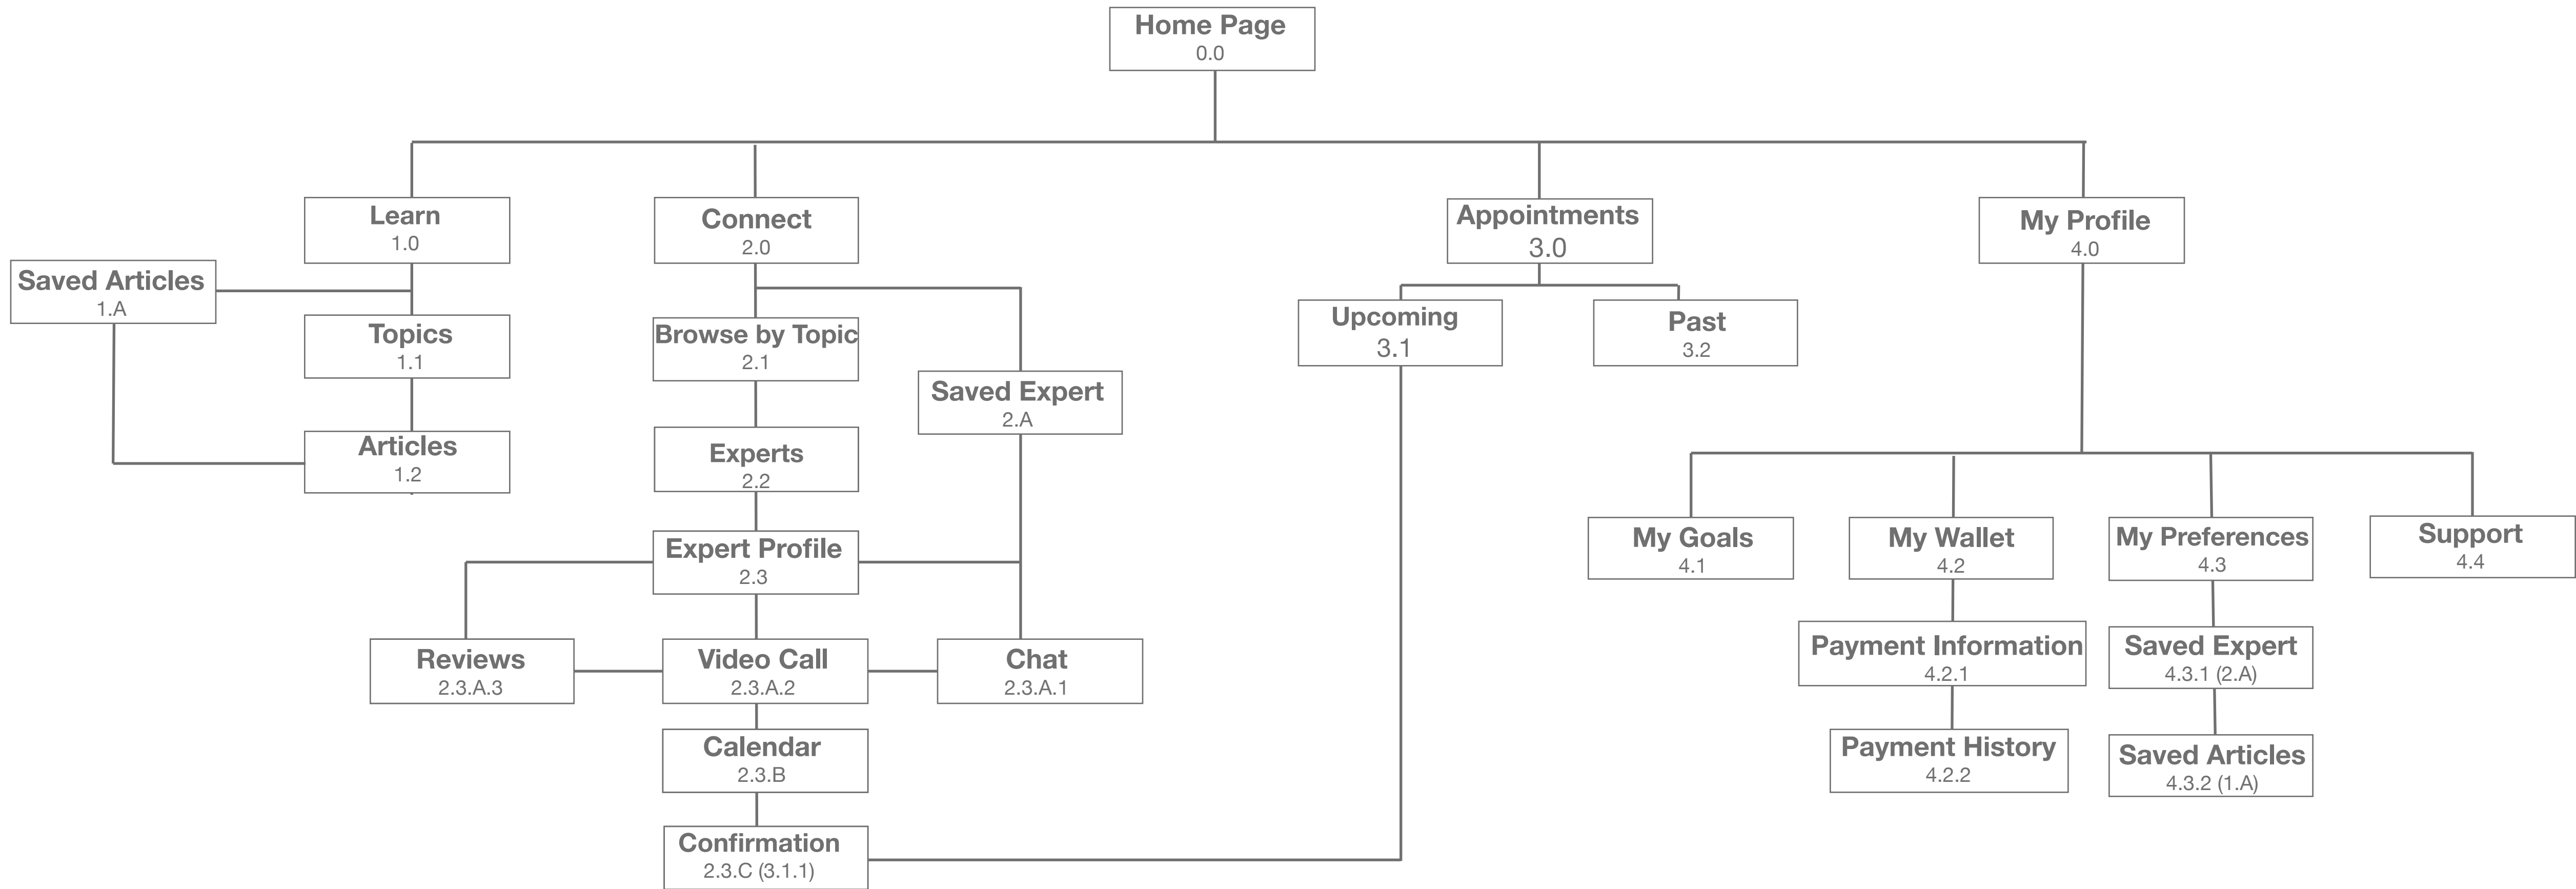 Home Page
0.0
Learn
1.0
Connect
2.0
Appointments
3.0
My Profile
4.0
Saved Articles
1.A
Topics
1.1
Browse by Topic
2.1
Upcoming
3.1
Past
3.2
Saved Expert
2.A
Articles
1.2
Experts
2.2
Expert Profile
2.3
My Goals
4.1
My Wallet
4.2
My Preferences
4.3
Support
4.4
Reviews
2.3.A.3
Video Call
2.3.A.2
Chat
2.3.A.1
Payment Information
4.2.1
Saved Expert
4.3.1 (2.A)
Calendar
2.3.B
Payment History
4.2.2
Saved Articles
4.3.2 (1.A)
Confirmation
2.3.C (3.1.1)